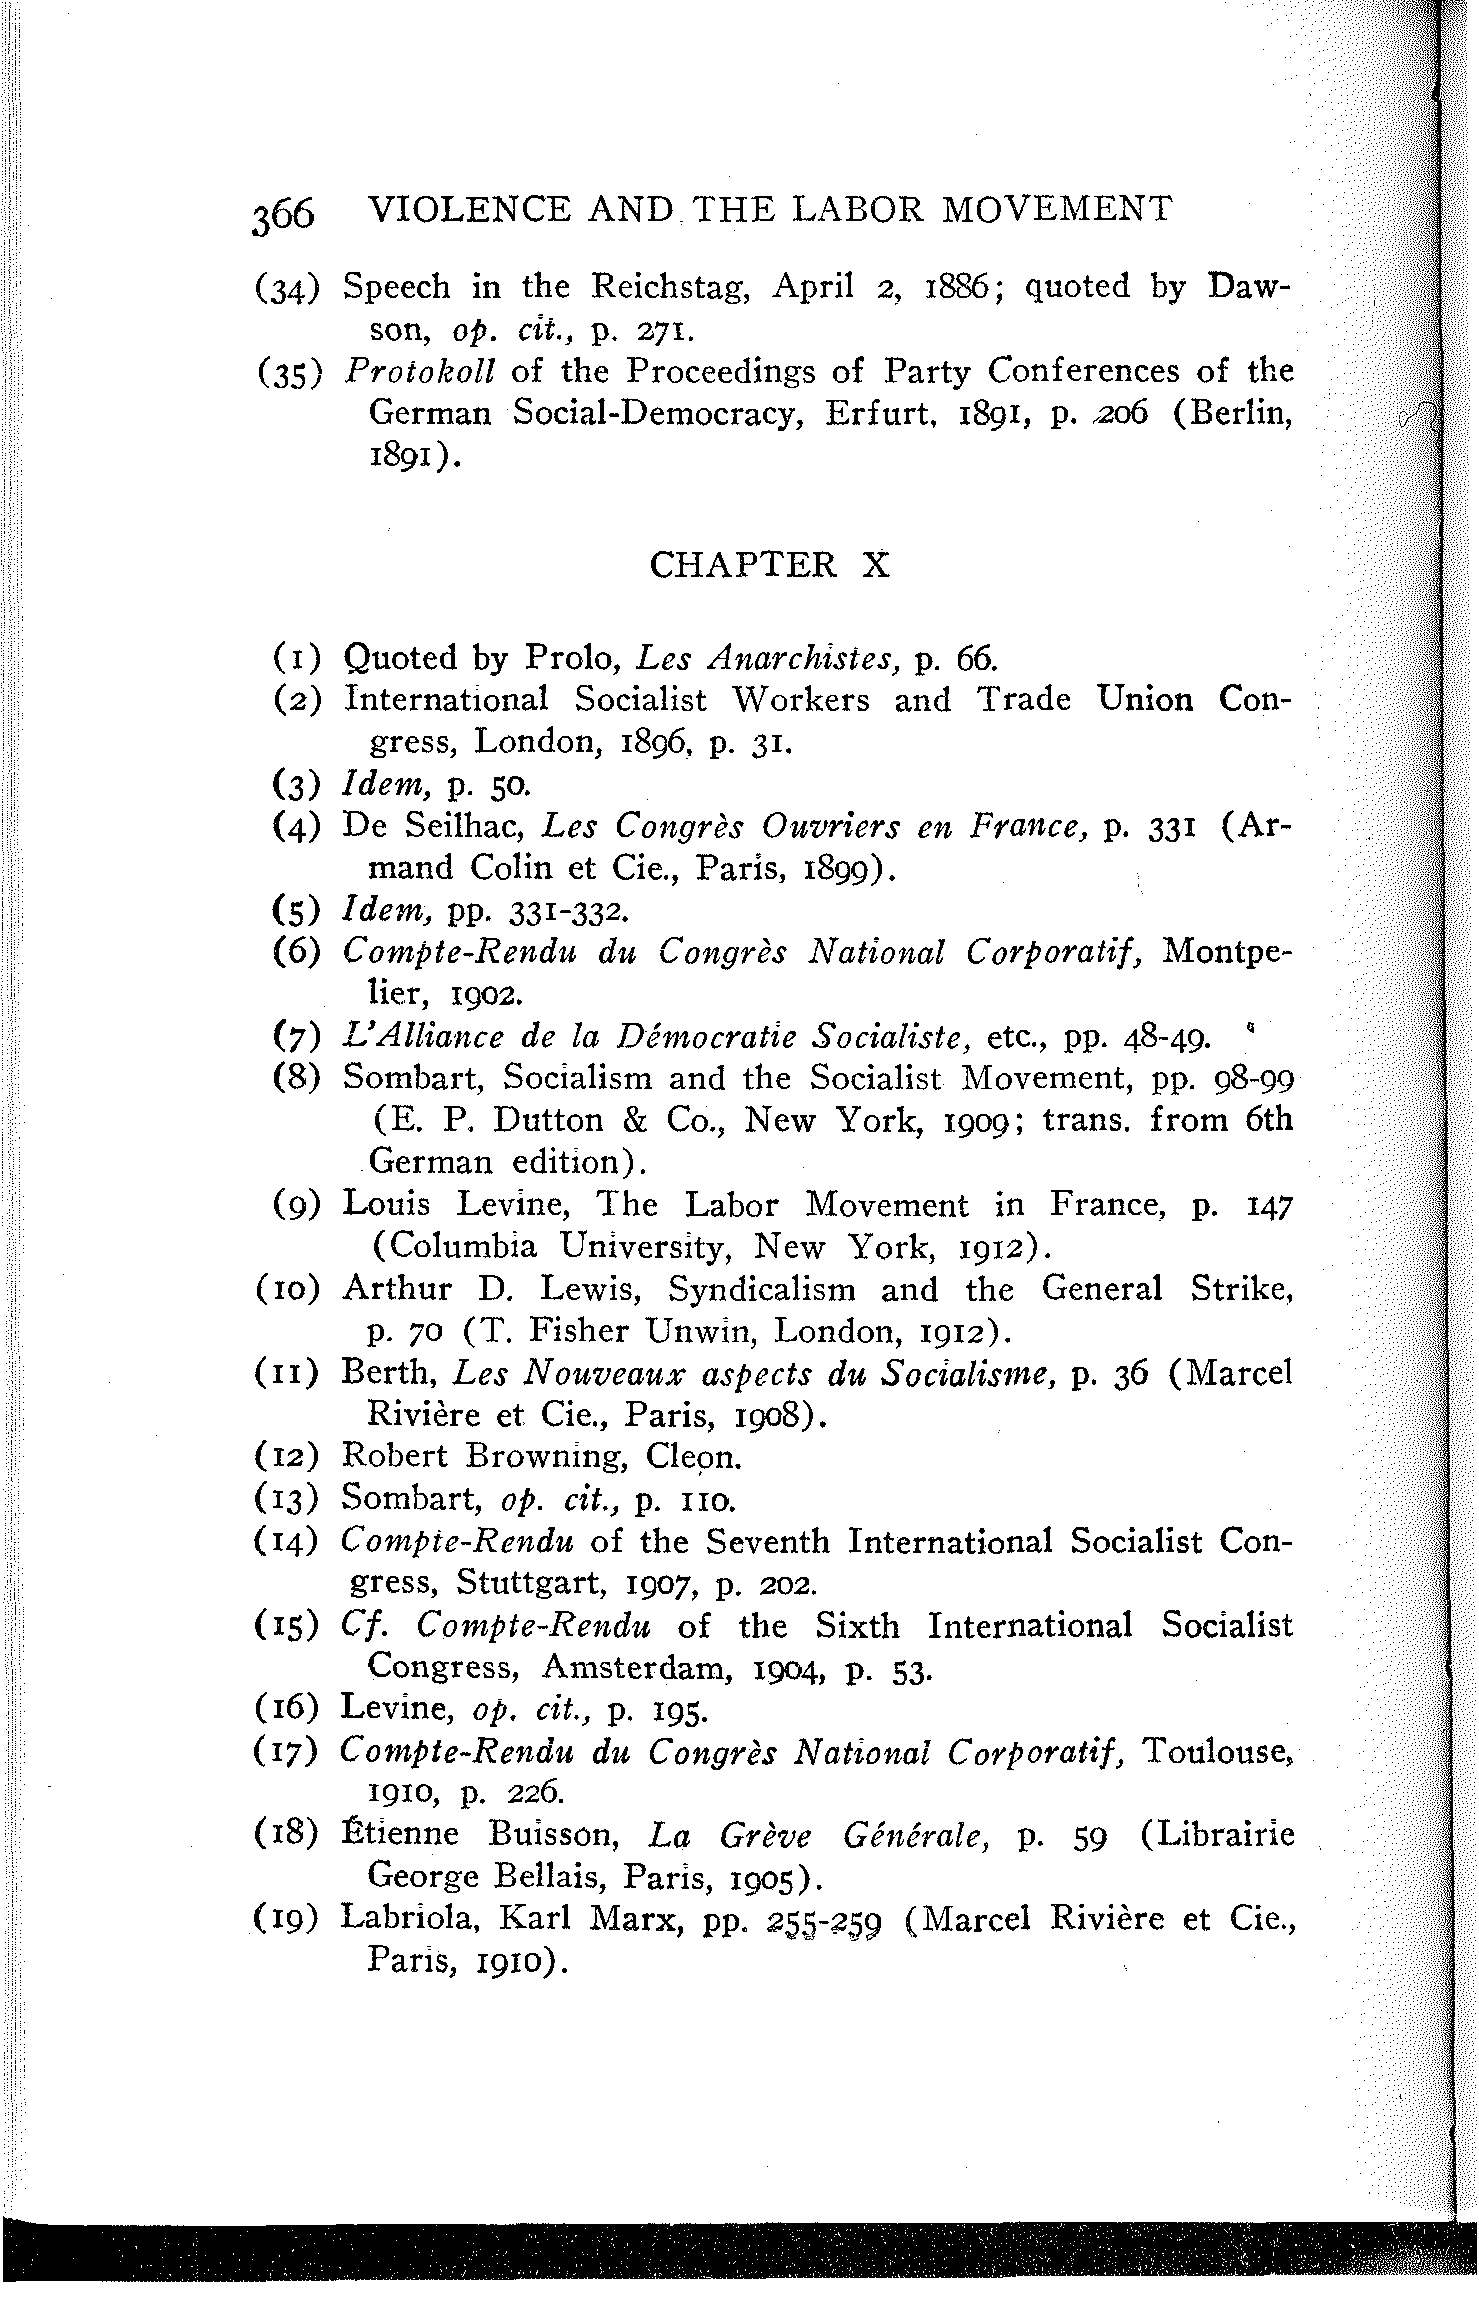 366 VIOLENCE AND THE LABOR MOVEMENT
(34) Speech in the Reichstag, April 2, 1886; quoted by Daw-
son, op. cit., p. 271.
(35) Protokoll of the Proceedings of Party Conferences of the
German Social-Democracy, Erfurt, 1891, p. 206 (Berlin,
1891).
CHAPTER X
(1) Quoted by Prolo, Les Anarchistes, p. 66.
(2) International Socialist Workers and Trade Union Con-
gress, London, 1896, p. 31.
(3) Idem, p. 50.
(4) De Seilhac, Les Congrès Ouvriers en France, p. 331 (Ar-
mand Colin et Cie., Paris, 1899).
(5) Idem, pp. 331-332.
(6) Compte-Rendu du Congrès National Corporatif, Montpe-
lier, 1902.
(7) L'Alliance de la Démocratie Socialiste, etc., pp. 48-49.
(8) Sombart, Socialism and the Socialist Movement, pp. 98-99
(E. P. Dutton & Co., New York, 1909; trans. from 6th
German edition).
(9) Louis Levine, The Labor Movement in France, p. 147
(Columbia University, New York, 1912).
(10) Arthur D. Lewis, Syndicalism and the General Strike,
p. 70 (T. Fisher Unwin, London, 1912).
(11) Berth, Les Nouveaux aspects du Socialisme, p. 36 (Marcel
Rivière et Cie., Paris, 1908).
(12) Robert Browning, Cleon.
(13) Sombart, op. cit., p. 110.
(14) Compte-Rendu of the Seventh International Socialist Con-
gress, Stuttgart, 1907, p. 202.
(15) Cf. Compte-Rendu of the Sixth International Socialist
Congress, Amsterdam, 1904, p. 53.
(16) Levine, op. cit., p. 195.
(17) Compte-Rendu du Congrès National Corporatif, Toulouse,
1910, p. 226.
(18) Étienne Buisson, La Grève Générale, p. 59 (Librairie
George Bellais, Paris, 1905).
(19) Labriola, Karl Marx, pp. 255-259 (Marcel Rivière et Cie.,
Paris, 1910).